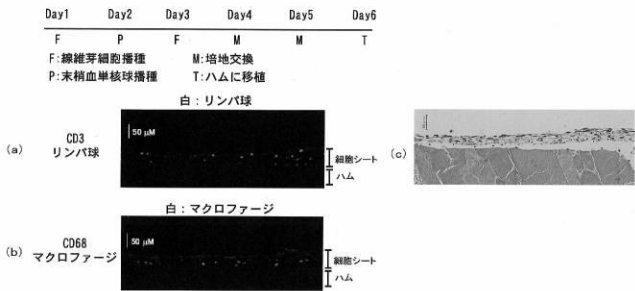 Day1 Day2 Day3 Day4 Day5 Day6
F P F M M T
F:線維芽細胞播種 M:培地交換
P:末梢血単核球播種 T:ハムに移植
白:リンパ球
50 μM
(a) CD3
リンパ球
細胞シート
ハム
(c)
白:マクロファージ
50 μM
(b) CD68
マクロファージ
細胞シート
ハム